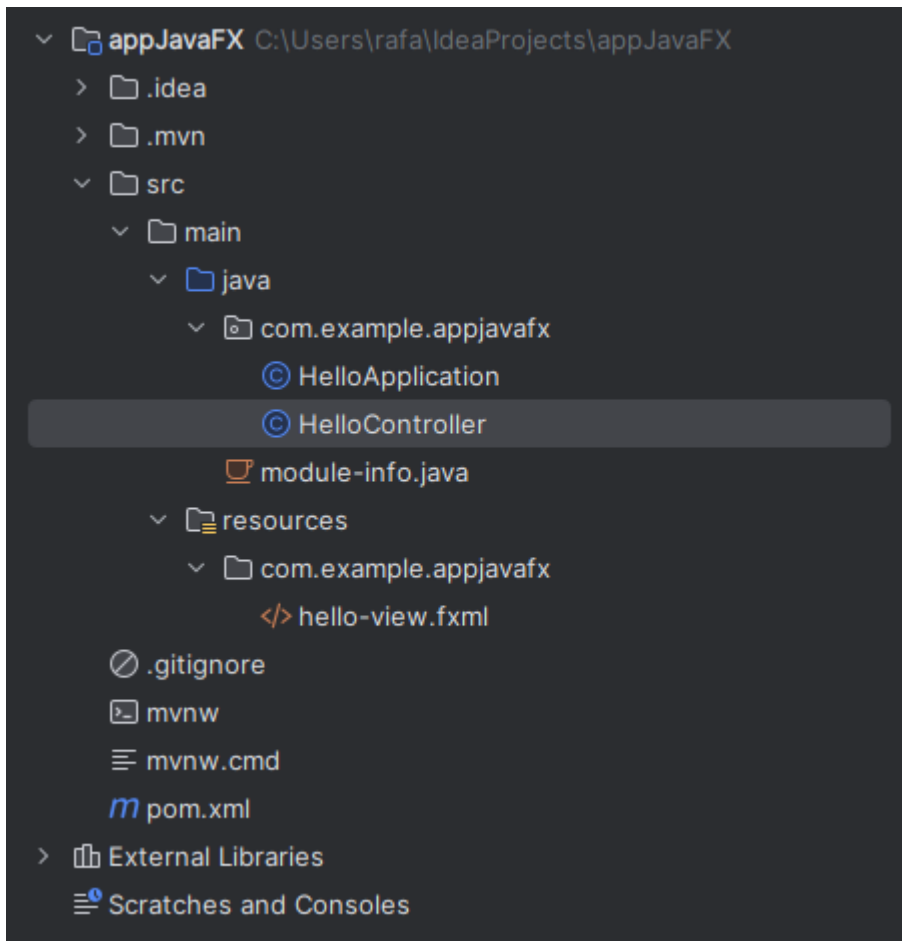 appJavaFX C:\Users\rafa\IdeaProjects\appJavaFX
.idea
.mvn
src
main
java
com.example.appjavafx
HelloApplication
HelloController
module-info.java
resources
com.example.appjavafx
hello-view.fxml
.gitignore
mvnw
mvnw.cmd
pom.xml
External Libraries
Scratches and Consoles